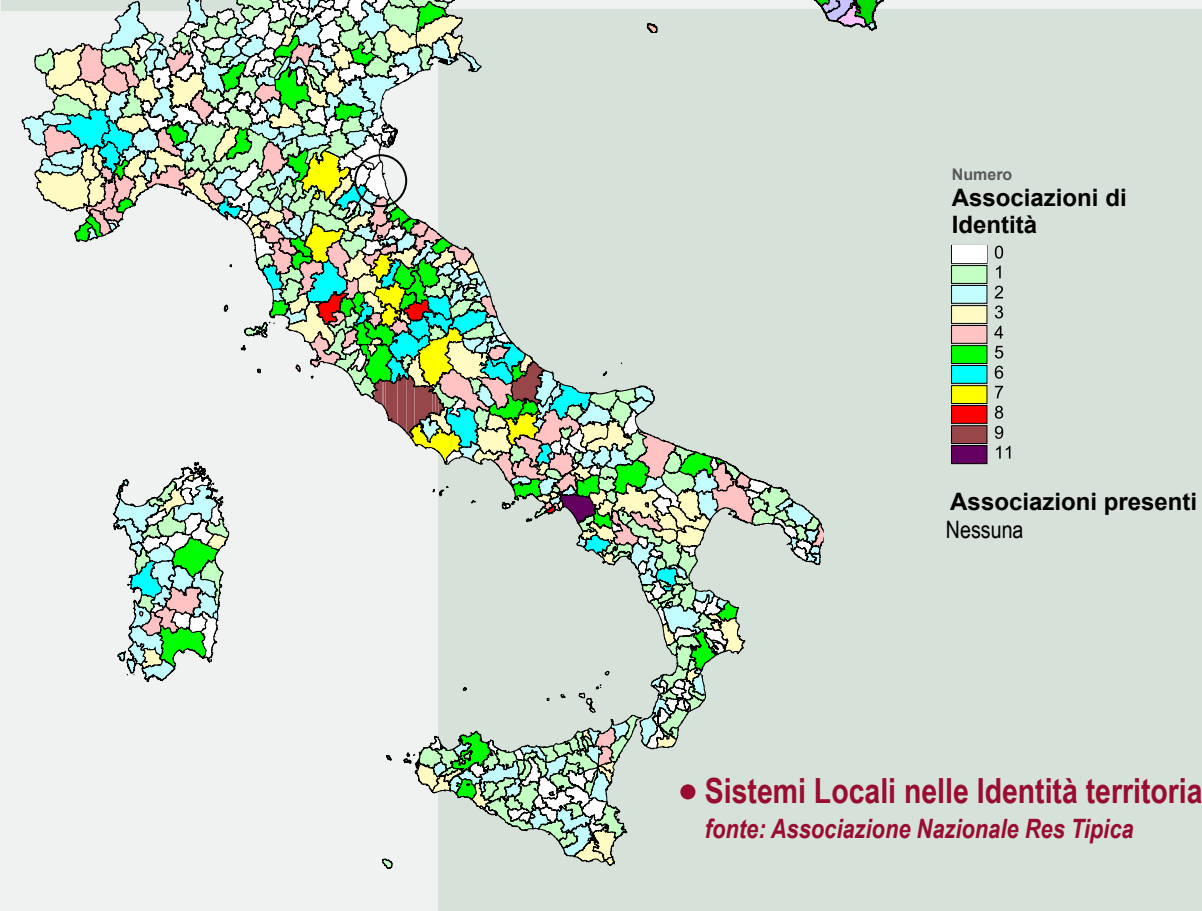 Numero
Associazioni di
Identità
0
1
2
3
4
5
6
7
8
9
11
Associazioni presenti
Nessuna
• Sistemi Locali nelle Identità territoria
fonte: Associazione Nazionale Res Tipica